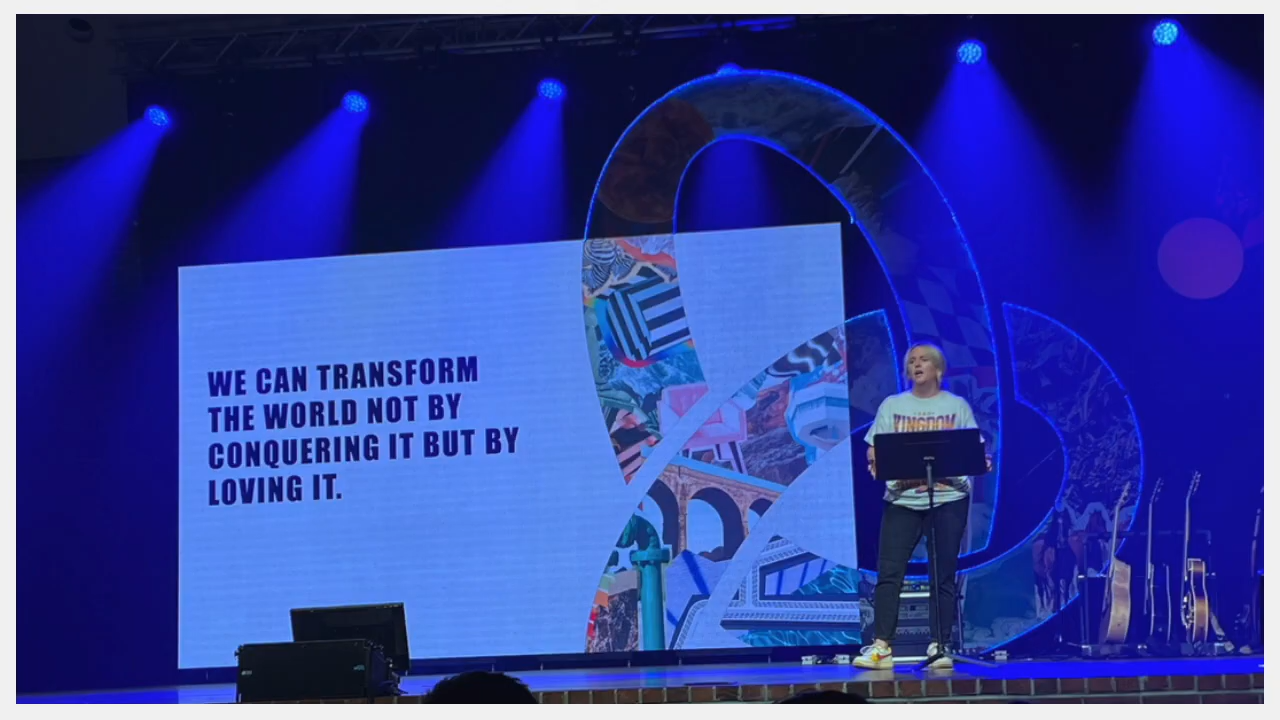 WE CAN TRANSFORM
THE WORLD NOT BY
CONQUERING IT BUT BY
LOVING IT.
KINGDOM